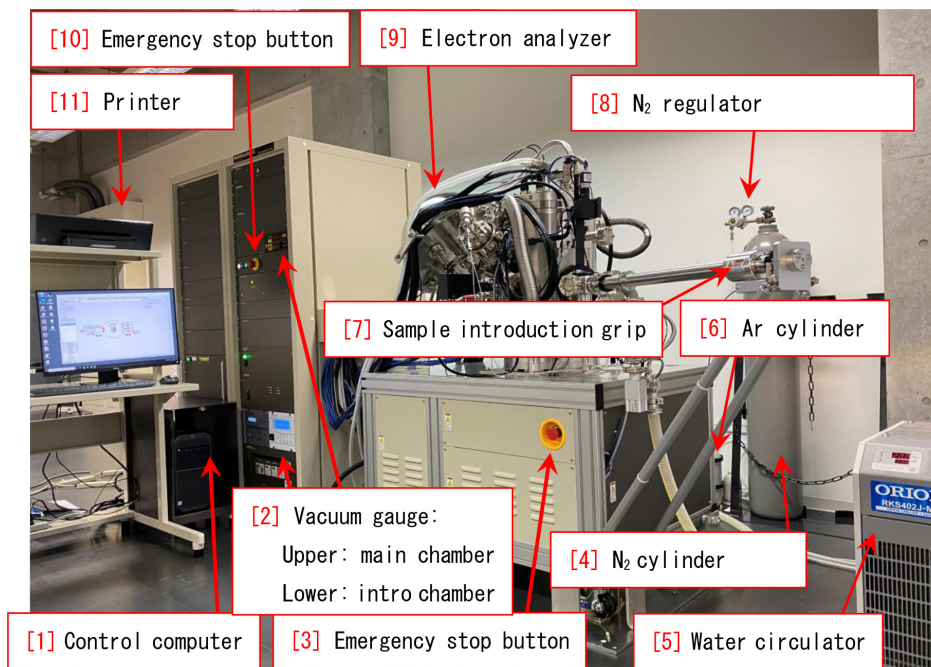 [10] Emergency stop button
[9] Electron analyzer
[11] Printer
[8] N₂ regulator
[7] Sample introduction grip
[6] Ar cylinder
[2] Vacuum gauge:
Upper: main chamber
Lower: intro chamber
[4] N₂ cylinder
[1] Control computer
[3] Emergency stop button
[5] Water circulator
ORION
RKS402J-M